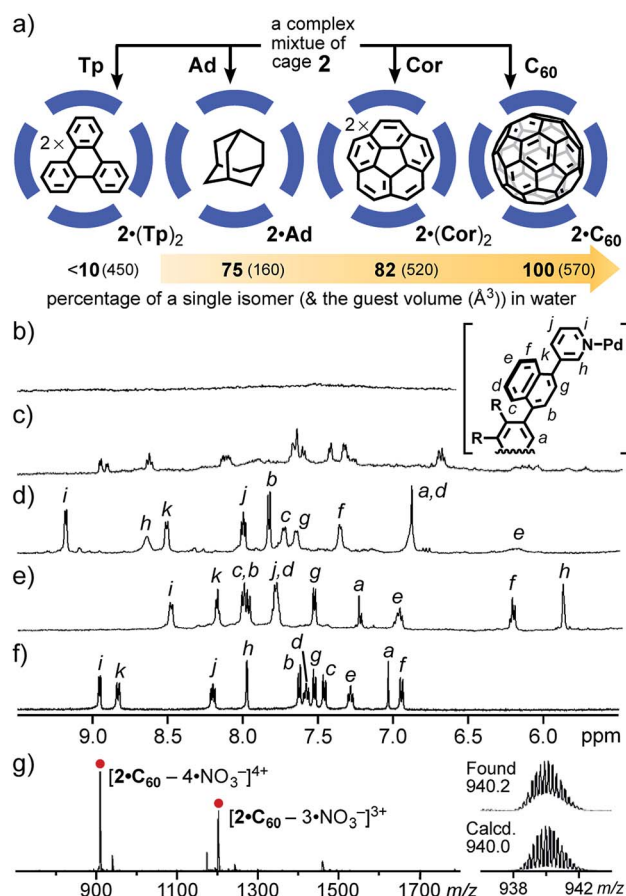 a)
a complex
mixtue of
cage 2
Tp Ad Cor C60
2× 2×
2•(Tp)2 2•Ad 2•(Cor)2 2•C60
<10 (450) 75 (160) 82 (520) 100 (570)
percentage of a single isomer (& the guest volume (Å3)) in water
b)
j i
k N–Pd
f h
e g
d
c b
R
R a
c)
d)
i h k j b c g f a,d e
e)
i k c,b j,d g a e f h
f)
i k j h b d g c e a f
9.0 8.5 8.0 7.5 7.0 6.5 6.0 ppm
g)
[2•C60 – 4•NO3–]4+
[2•C60 – 3•NO3–]3+
Found
940.2
Calcd.
940.0
900 1100 1300 1500 1700 m/z
938 942 m/z